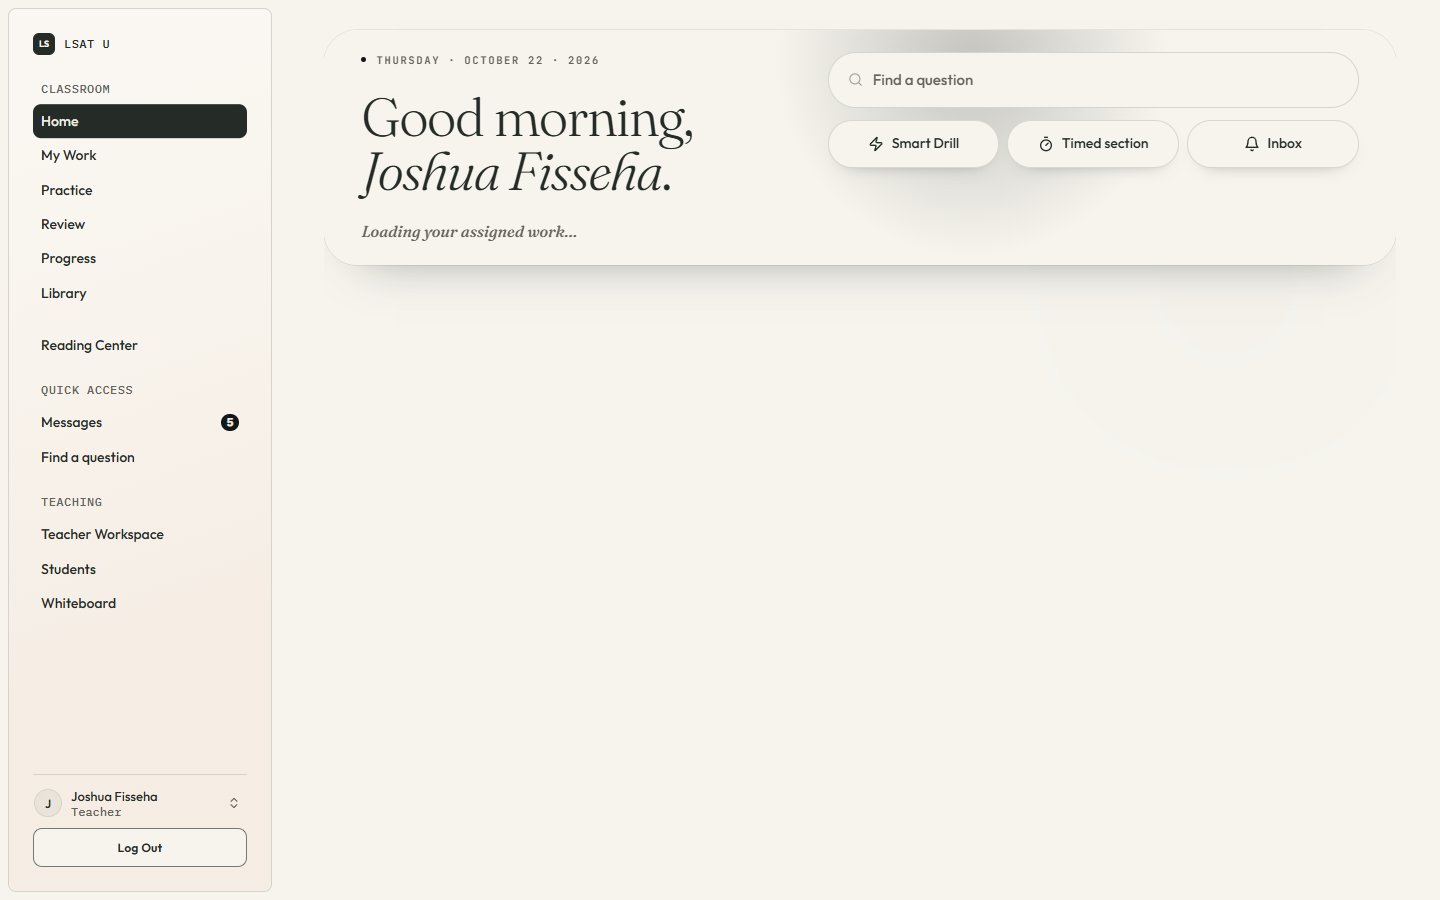 LS
LSAT U
CLASSROOM
Home
My Work
Practice
Review
Progress
Library
Reading Center
QUICK ACCESS
Messages
5
Find a question
TEACHING
Teacher Workspace
Students
Whiteboard
J
Joshua Fisseha
Teacher
Log Out
THURSDAY · OCTOBER 22 · 2026
Good morning,
Joshua Fisseha.
Loading your assigned work...
Find a question
Smart Drill
Timed section
Inbox